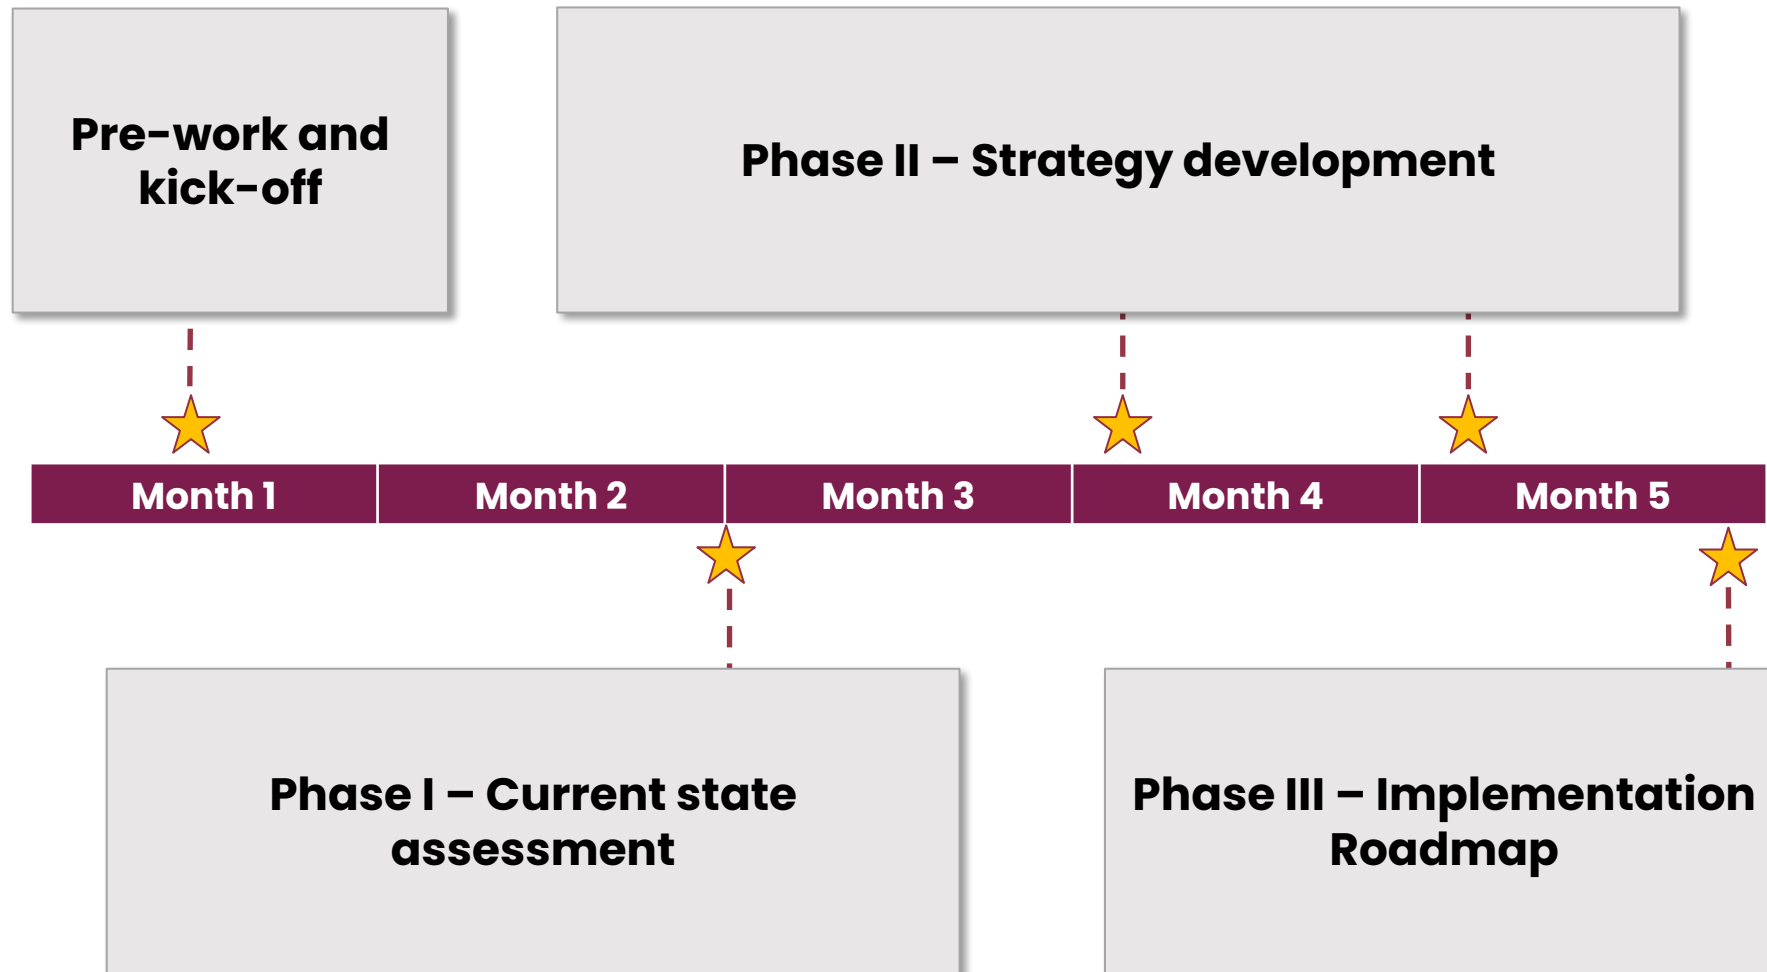 Pre-work and
kick-off
Phase II – Strategy development
Month 1
Month 2
Month 3
Month 4
Month 5
Phase I – Current state
assessment
Phase III – Implementation
Roadmap